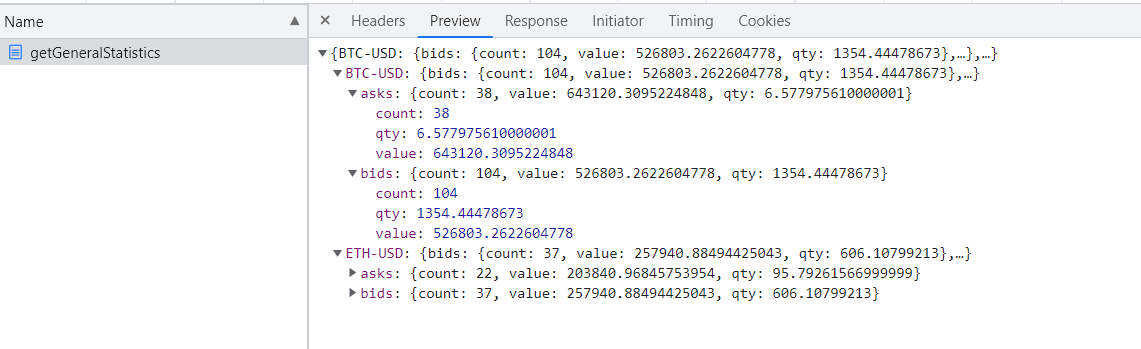 Name
Headers Preview Response Initiator Timing Cookies
getGeneralStatistics
{BTC-USD: {bids: {count: 104, value: 526803.2622604778, qty: 1354.44478673},…},…}
BTC-USD: {bids: {count: 104, value: 526803.2622604778, qty: 1354.44478673},…}
asks: {count: 38, value: 643120.3095224848, qty: 6.577975610000001}
count: 38
qty: 6.577975610000001
value: 643120.3095224848
bids: {count: 104, value: 526803.2622604778, qty: 1354.44478673}
count: 104
qty: 1354.44478673
value: 526803.2622604778
ETH-USD: {bids: {count: 37, value: 257940.88494425043, qty: 606.10799213},…}
asks: {count: 22, value: 203840.96845753954, qty: 95.79261566999999}
bids: {count: 37, value: 257940.88494425043, qty: 606.10799213}